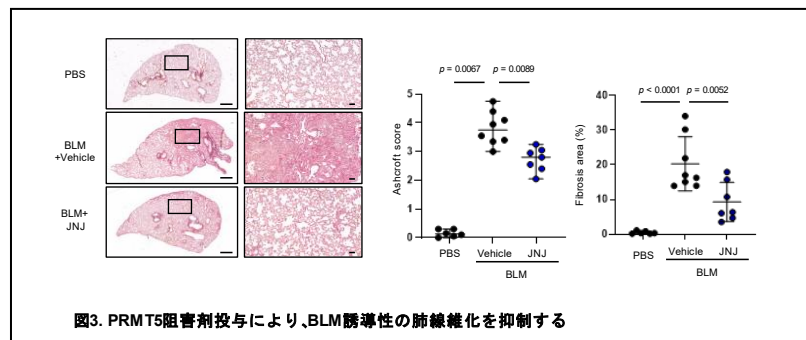 PBS
BLM
+Vehicle
BLM+
JNJ
p = 0.0067
p = 0.0089
Ashcroft score
5
4
3
2
1
0
PBS
Vehicle
JNJ
BLM
p < 0.0001
p = 0.0052
Fibrosis area (%)
40
30
20
10
0
PBS
Vehicle
JNJ
BLM
図3. PRMT5阻害剤投与により、BLM誘導性の肺線維化を抑制する